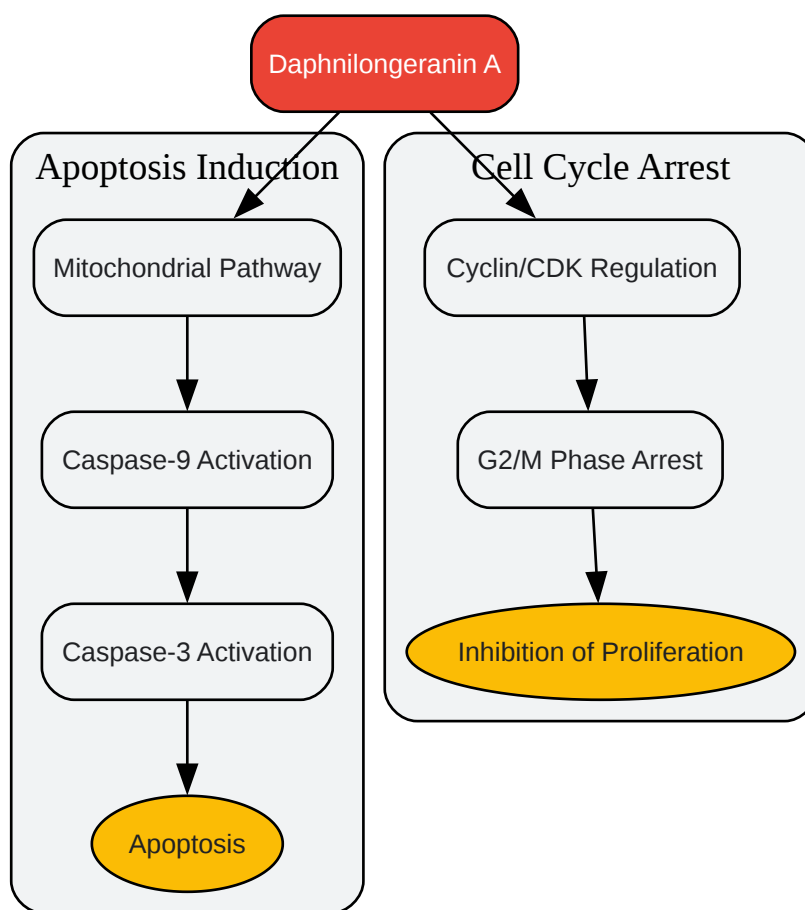 Daphnilongeranin A
Apoptosis Induction
Mitochondrial Pathway
Caspase-9 Activation
Caspase-3 Activation
Apoptosis
Cell Cycle Arrest
Cyclin/CDK Regulation
G2/M Phase Arrest
Inhibition of Proliferation